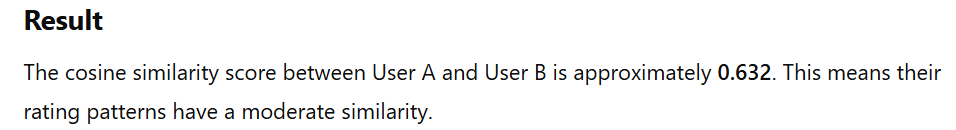 Result
The cosine similarity score between User A and User B is approximately 0.632. This means their
rating patterns have a moderate similarity.